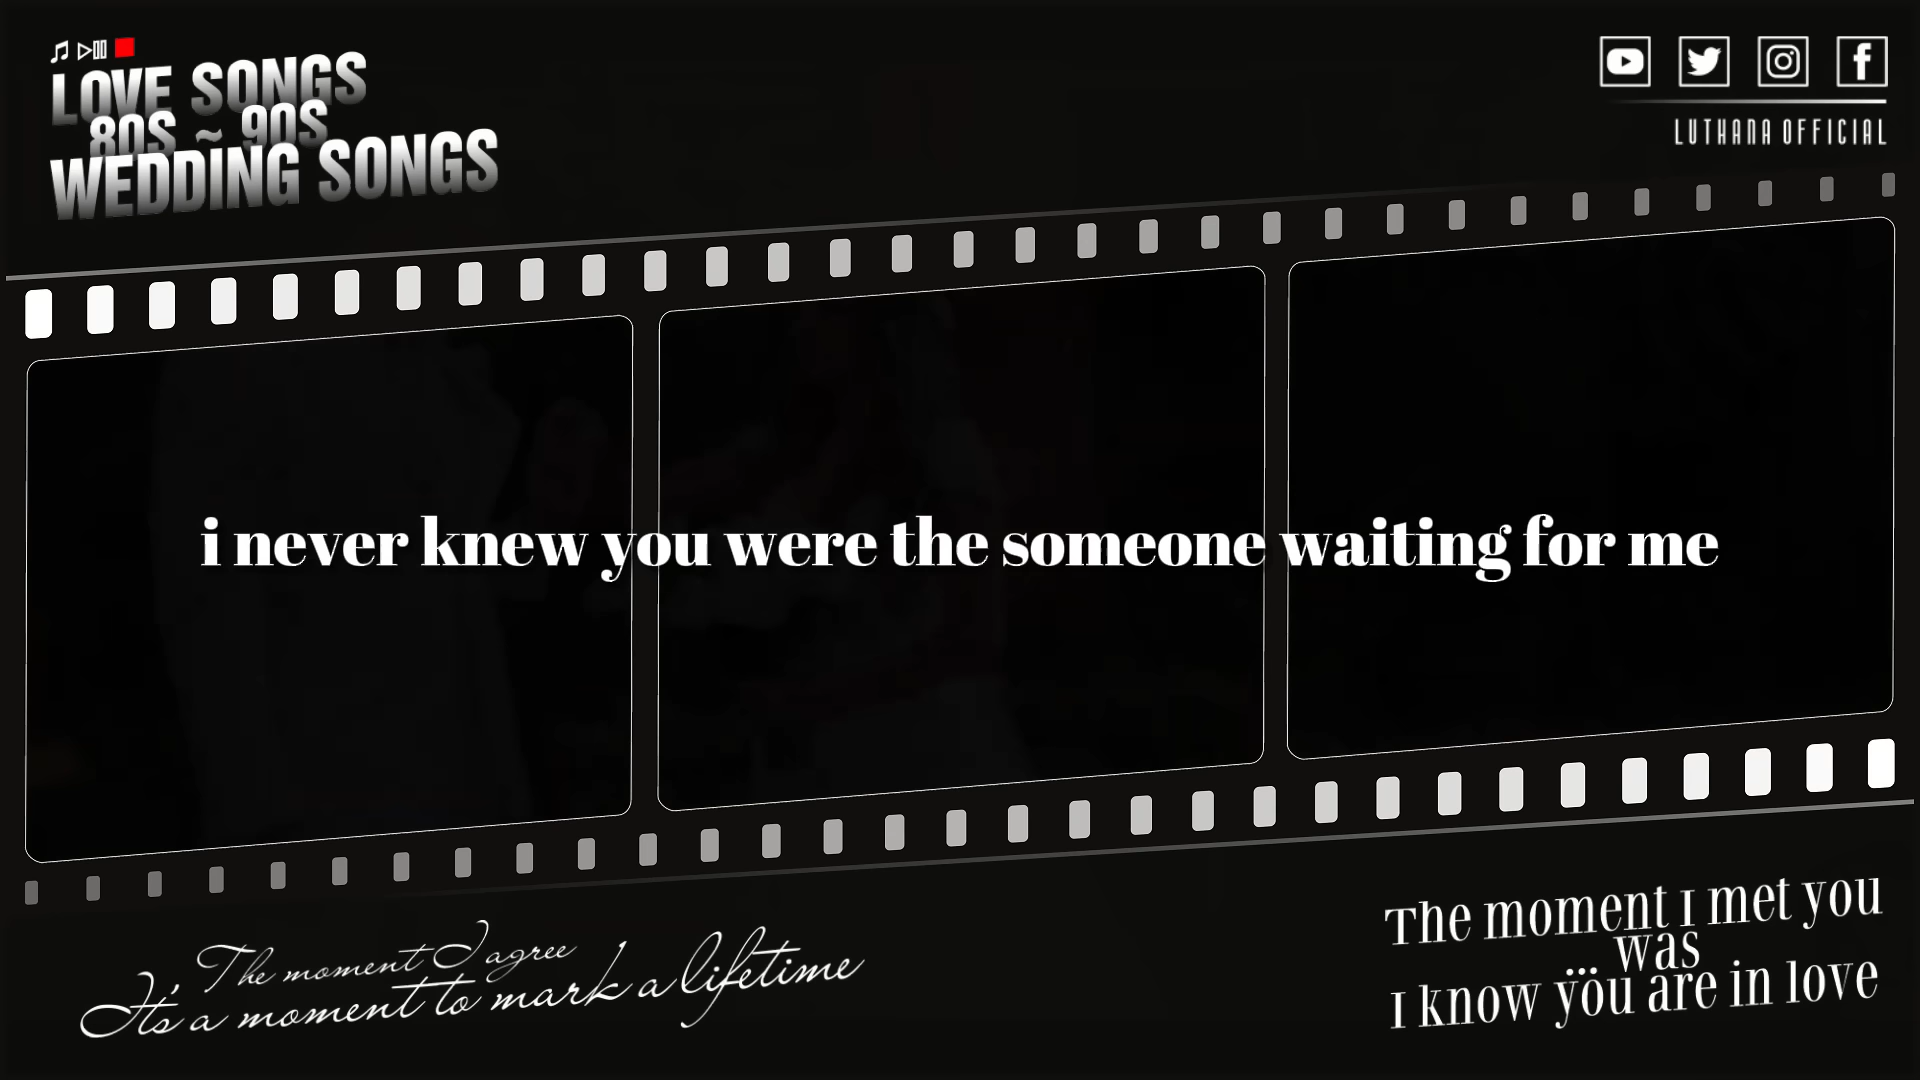 LOVE SONGS
80S ~ 90S
WEDDING SONGS
LUTHANA OFFICIAL
i never knew you were the someone waiting for me
The moment I agree
It's a moment to mark a lifetime
The moment I met you
was
I know you are in love